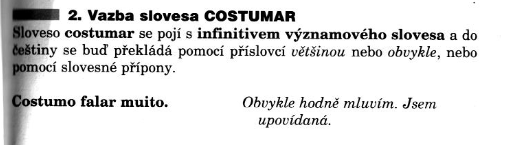 2. Vazba slovesa COSTUMAR
Sloveso costumar se pojí s infinitivem významového slovesa a do
češtiny se buď překládá pomocí příslovcí většinou nebo obvykle, nebo
pomocí slovesné přípony.
Costumo falar muito. Obvykle hodně mluvím. Jsem
upovídaná.